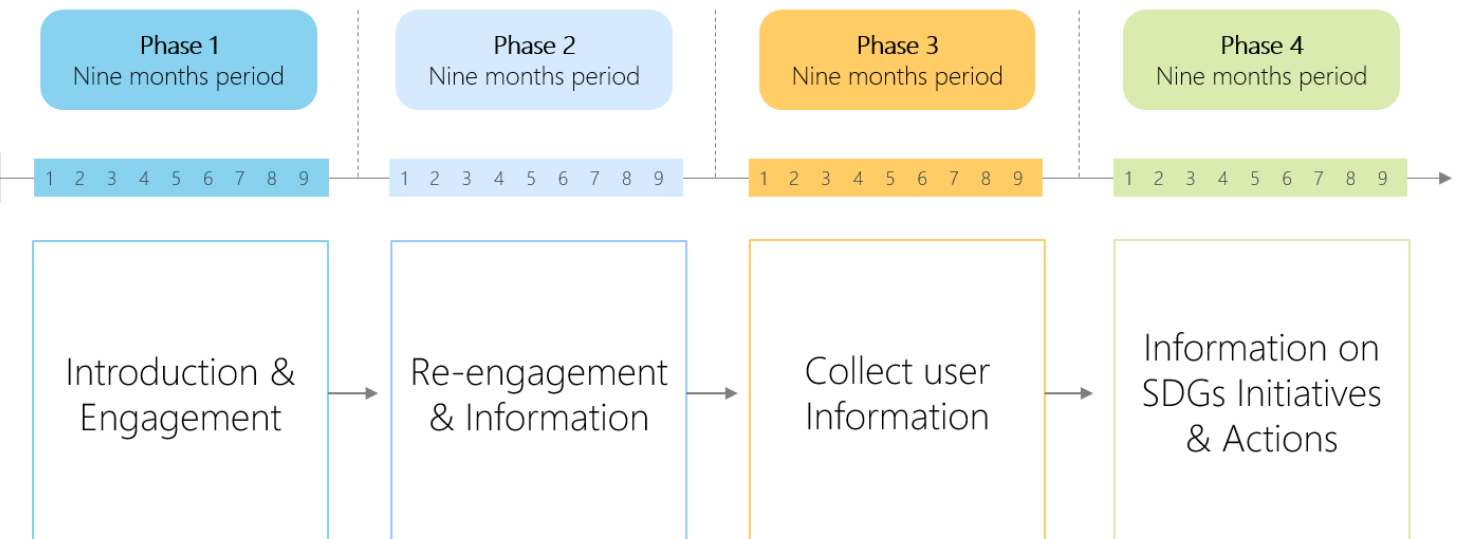 Phase 1
Nine months period
Phase 2
Nine months period
Phase 3
Nine months period
Phase 4
Nine months period
1 2 3 4 5 6 7 8 9
1 2 3 4 5 6 7 8 9
1 2 3 4 5 6 7 8 9
1 2 3 4 5 6 7 8 9
Introduction &
Engagement
Re-engagement
& Information
Collect user
Information
Information on
SDGs Initiatives
& Actions